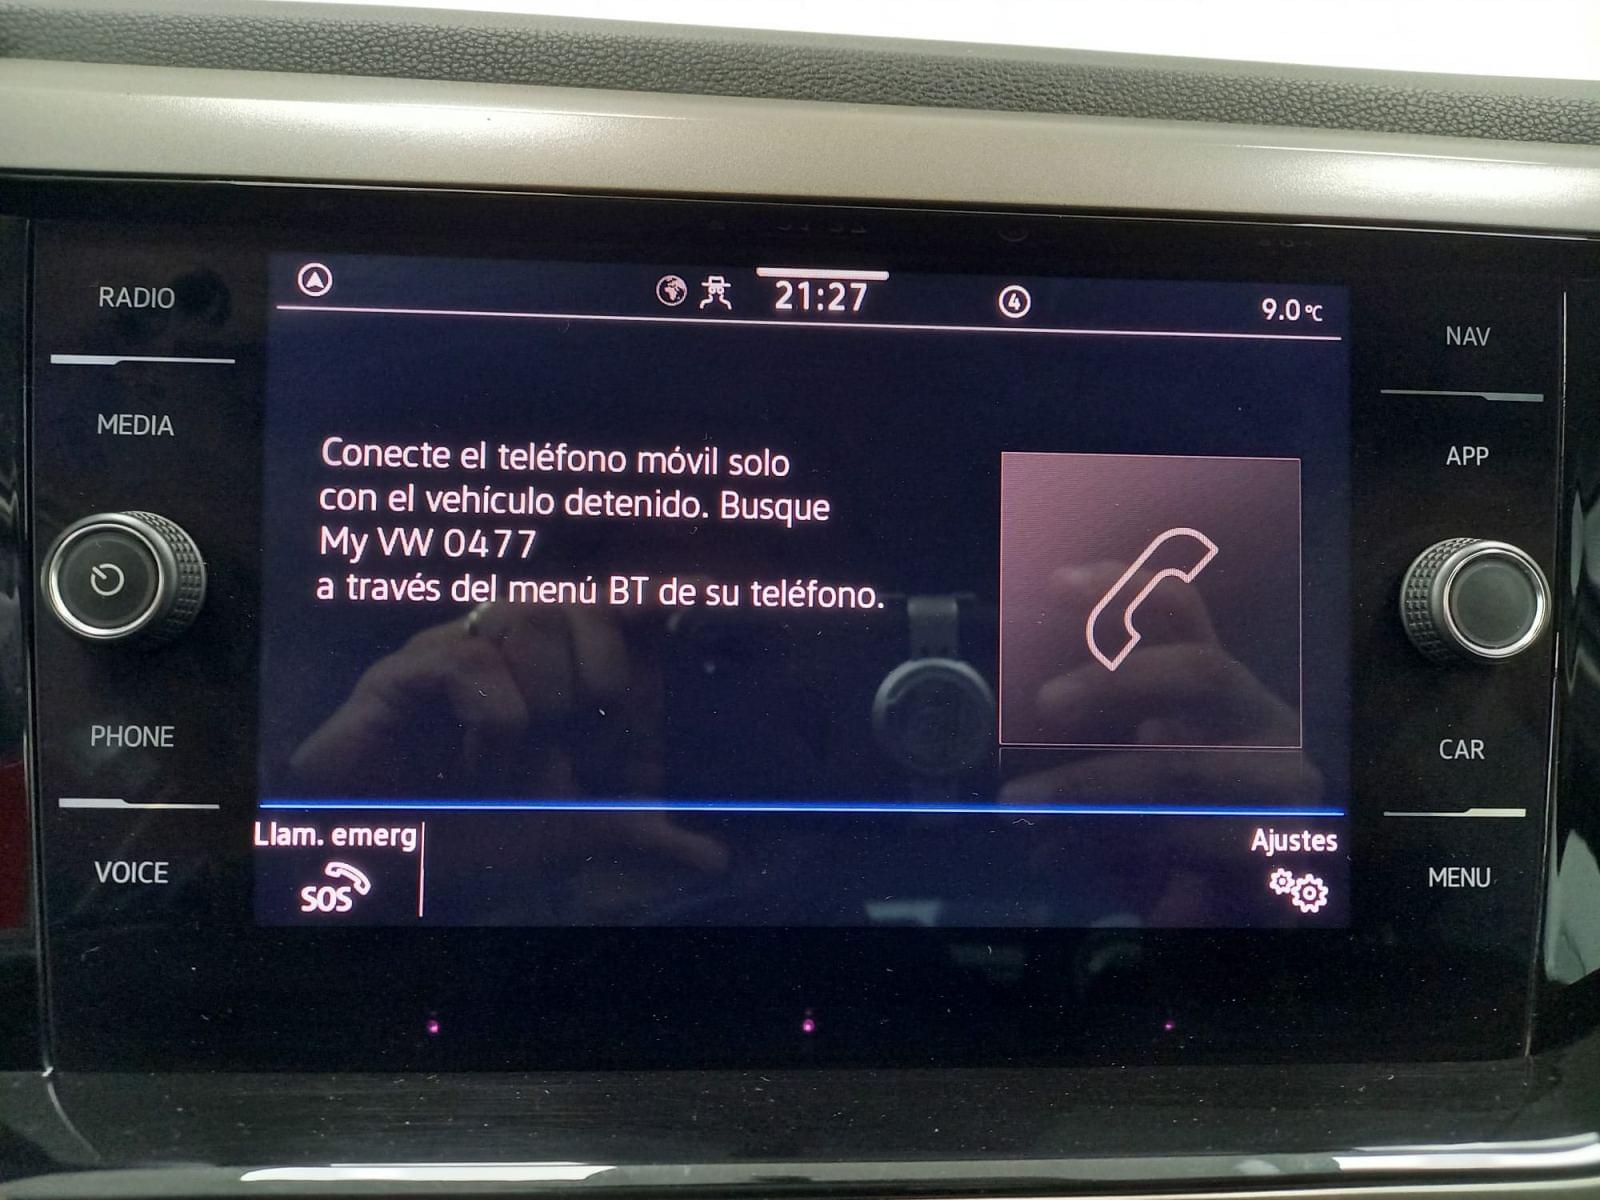 RADIO
MEDIA
PHONE
VOICE
21:27
4
9.0 °C
Conecte el teléfono móvil solo
con el vehículo detenido. Busque
My VW 0477
a través del menú BT de su teléfono.
Llam. emerg
SOS
Ajustes
NAV
APP
CAR
MENU